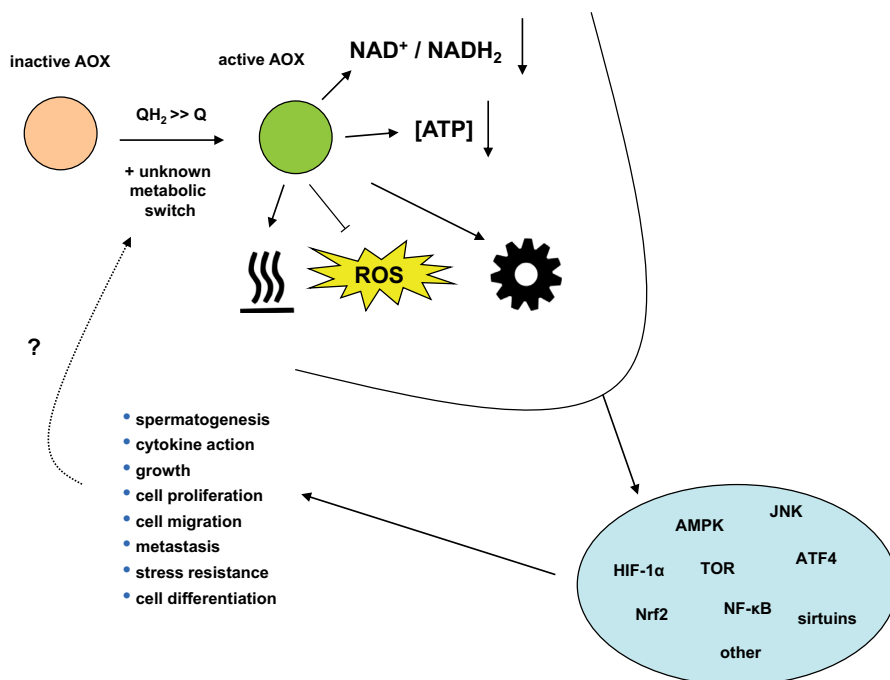 inactive AOX
active AOX
NAD⁺ / NADH₂
QH₂ >> Q
[ATP]
+ unknown
metabolic
switch
ROS
?
• spermatogenesis
• cytokine action
• growth
• cell proliferation
• cell migration
• metastasis
• stress resistance
• cell differentiation
JNK
AMPK
ATF4
HIF-1α
TOR
Nrf2
NF-κB
sirtuins
other